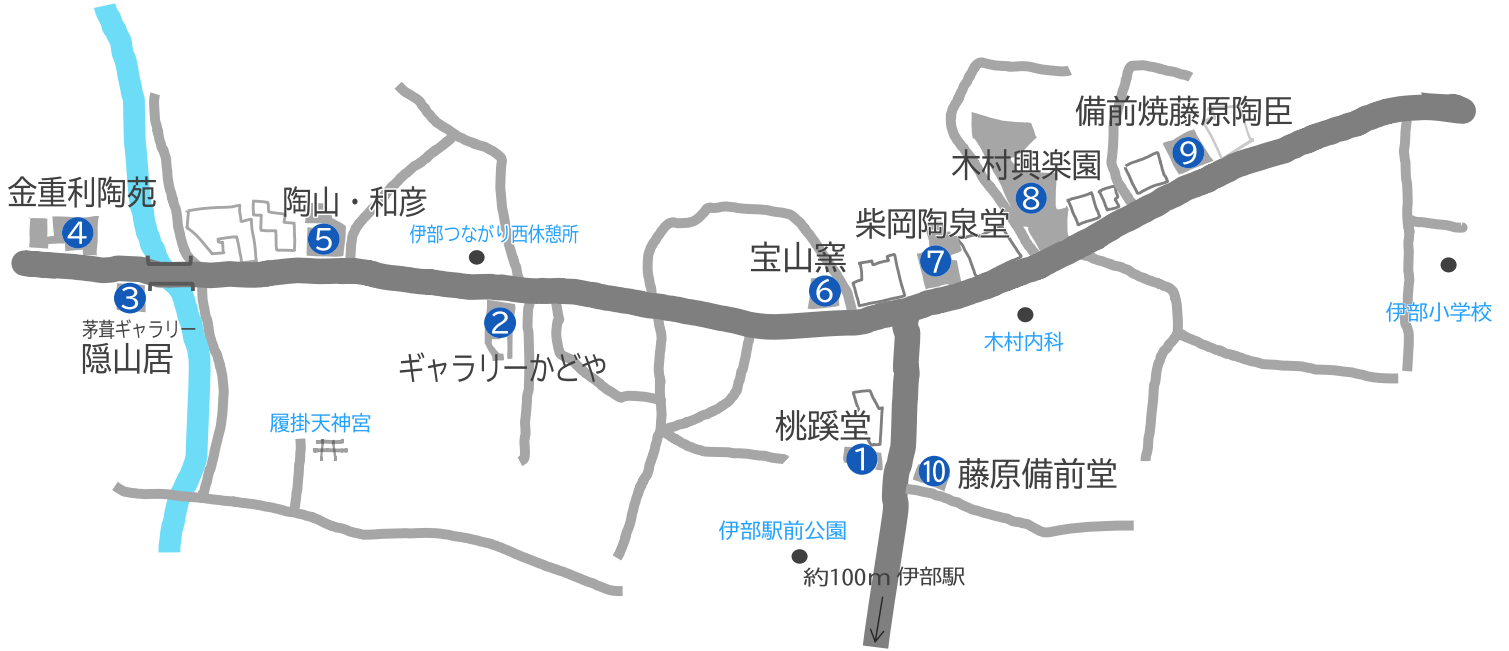 備前焼藤原陶臣
9
木村興楽園
8
金重利陶苑
4
陶山・和彦
5
伊部つながり西休憩所
柴岡陶泉堂
7
宝山窯
6
3
茅葺ギャラリー
隠山居
2
ギャラリーかどや
木村内科
伊部小学校
履掛天神宮
桃蹊堂
1
10
藤原備前堂
伊部駅前公園
約100m 伊部駅